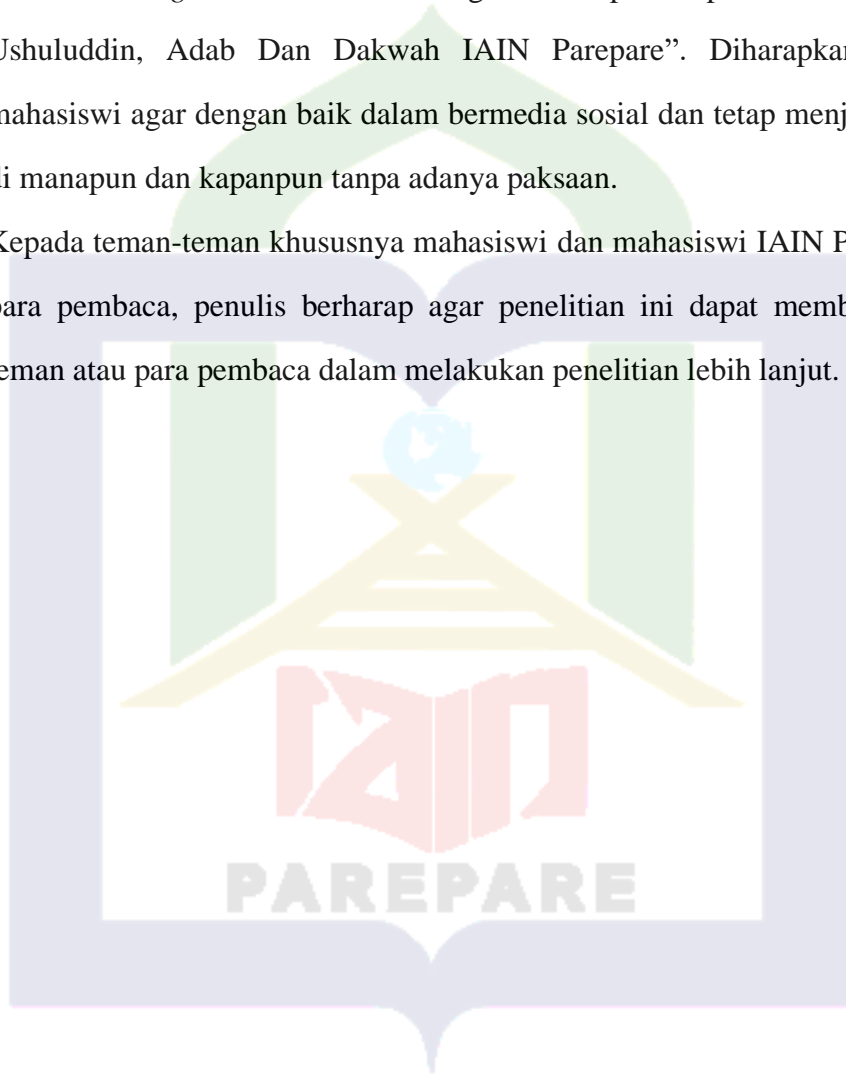 Ushuluddin, Adab Dan Dakwah IAIN Parepare”. Diharapkan
mahasiswi agar dengan baik dalam bermedia sosial dan tetap menj
di manapun dan kapanpun tanpa adanya paksaan.
Kepada teman-teman khususnya mahasiswi dan mahasiswi IAIN P
para pembaca, penulis berharap agar penelitian ini dapat memb
teman atau para pembaca dalam melakukan penelitian lebih lanjut.
iain
PAREPARE